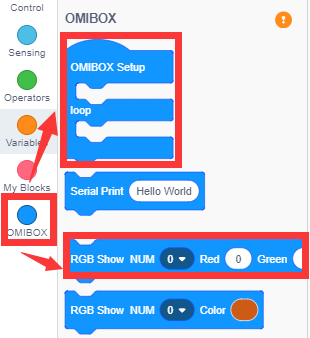 Control
OMIBOX
Sensing
OMIBOX Setup
Operators
loop
Variables
My Blocks
Serial Print Hello World
OMIBOX
RGB Show NUM 0 Red 0 Green
RGB Show NUM 0 Color